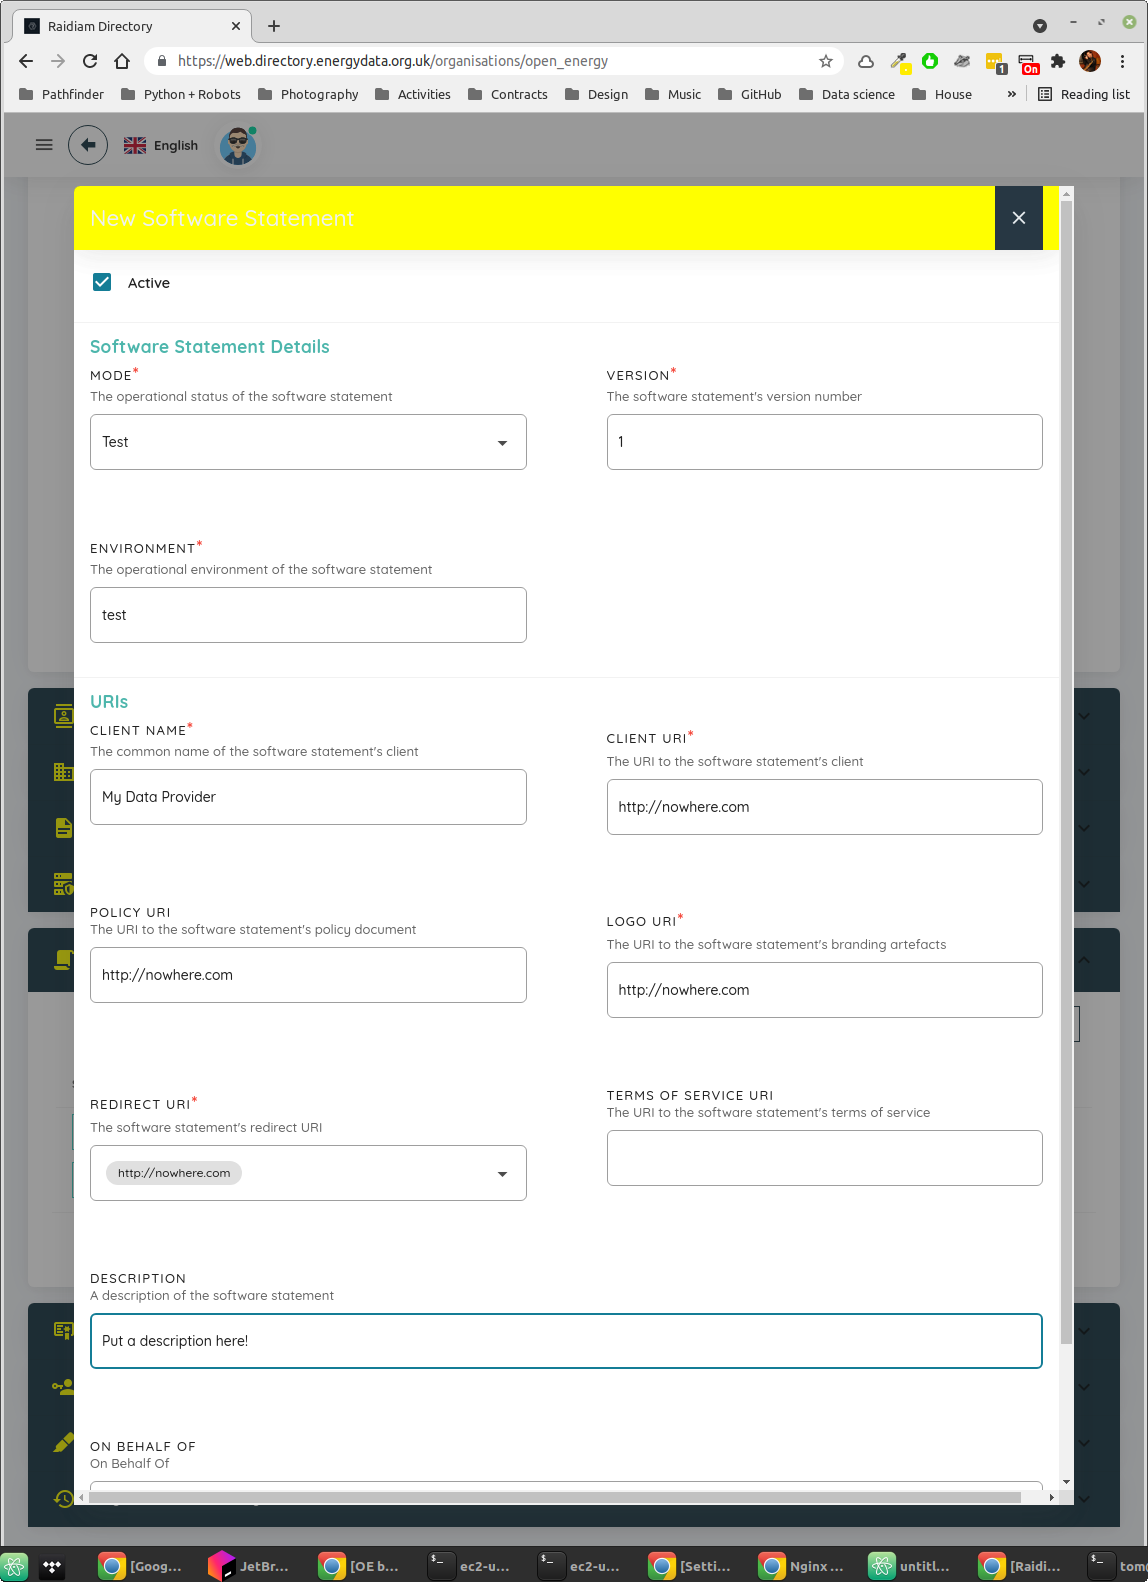 Raidiam Directory
https://web.directory.energydata.org.uk/organisations/open_energy
1
On
Pathfinder
Python + Robots
Photography
Activities
Contracts
Design
Music
GitHub
Data science
House
»
Reading list
English
New Software Statement
Active
Software Statement Details
MODE*
The operational status of the software statement
Test
VERSION*
The software statement's version number
1
ENVIRONMENT*
The operational environment of the software statement
test
URIs
CLIENT NAME*
The common name of the software statement's client
My Data Provider
CLIENT URI*
The URI to the software statement's client
http://nowhere.com
POLICY URI
The URI to the software statement's policy document
http://nowhere.com
LOGO URI*
The URI to the software statement's branding artefacts
http://nowhere.com
REDIRECT URI*
The software statement's redirect URI
http://nowhere.com
TERMS OF SERVICE URI
The URI to the software statement's terms of service
DESCRIPTION
A description of the software statement
Put a description here!
ON BEHALF OF
On Behalf Of
[Goog...
JetBr...
[OE b...
ec2-u...
ec2-u...
[Setti...
Nginx ...
untitl...
[Raidi...
tom